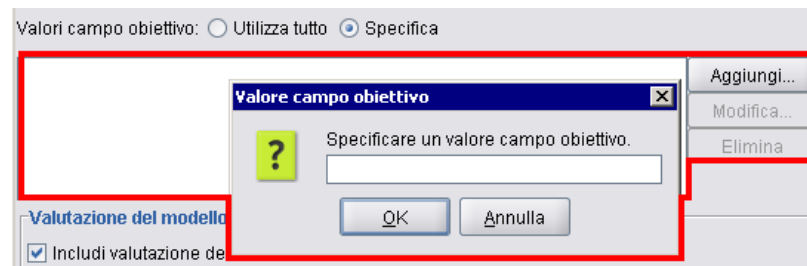 Valori campo obiettivo: Utilizza tutto Specifica
Aggiungi...
Modifica...
Elimina
Valore campo obiettivo
Specificare un valore campo obiettivo.
?
OK Annulla
Valutazione del modello
Includi valutazione de